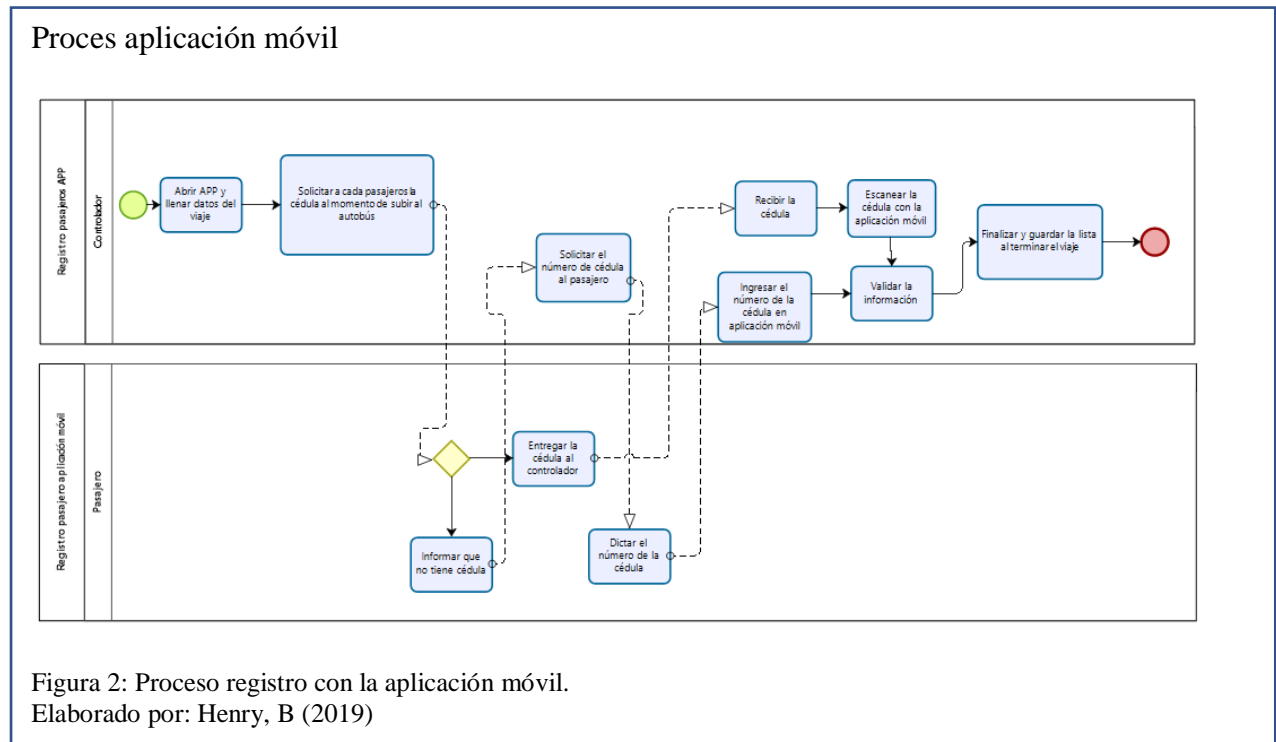 Proces aplicación móvil
Registro pasajeros APP
Controlador
Abrir APP y
llenar datos del
viaje
Solicitar a cada pasajeros la
cédula al momento de subir al
autobús
Solicitar el
número de cédula
al pasajero
Recibir la
cédula
Escanear la
cédula con la
aplicación móvil
Ingresar el
número de la
cédula en
aplicación móvil
Validar la
información
Finalizar y guardar la lista
al terminar el viaje
Registro pasajero aplicación móvil
Pasajero
Entregar la
cédula al
controlador
Informar que
no tiene cédula
Dictar el
número de la
cédula
Figura 2: Proceso registro con la aplicación móvil.
Elaborado por: Henry, B (2019)